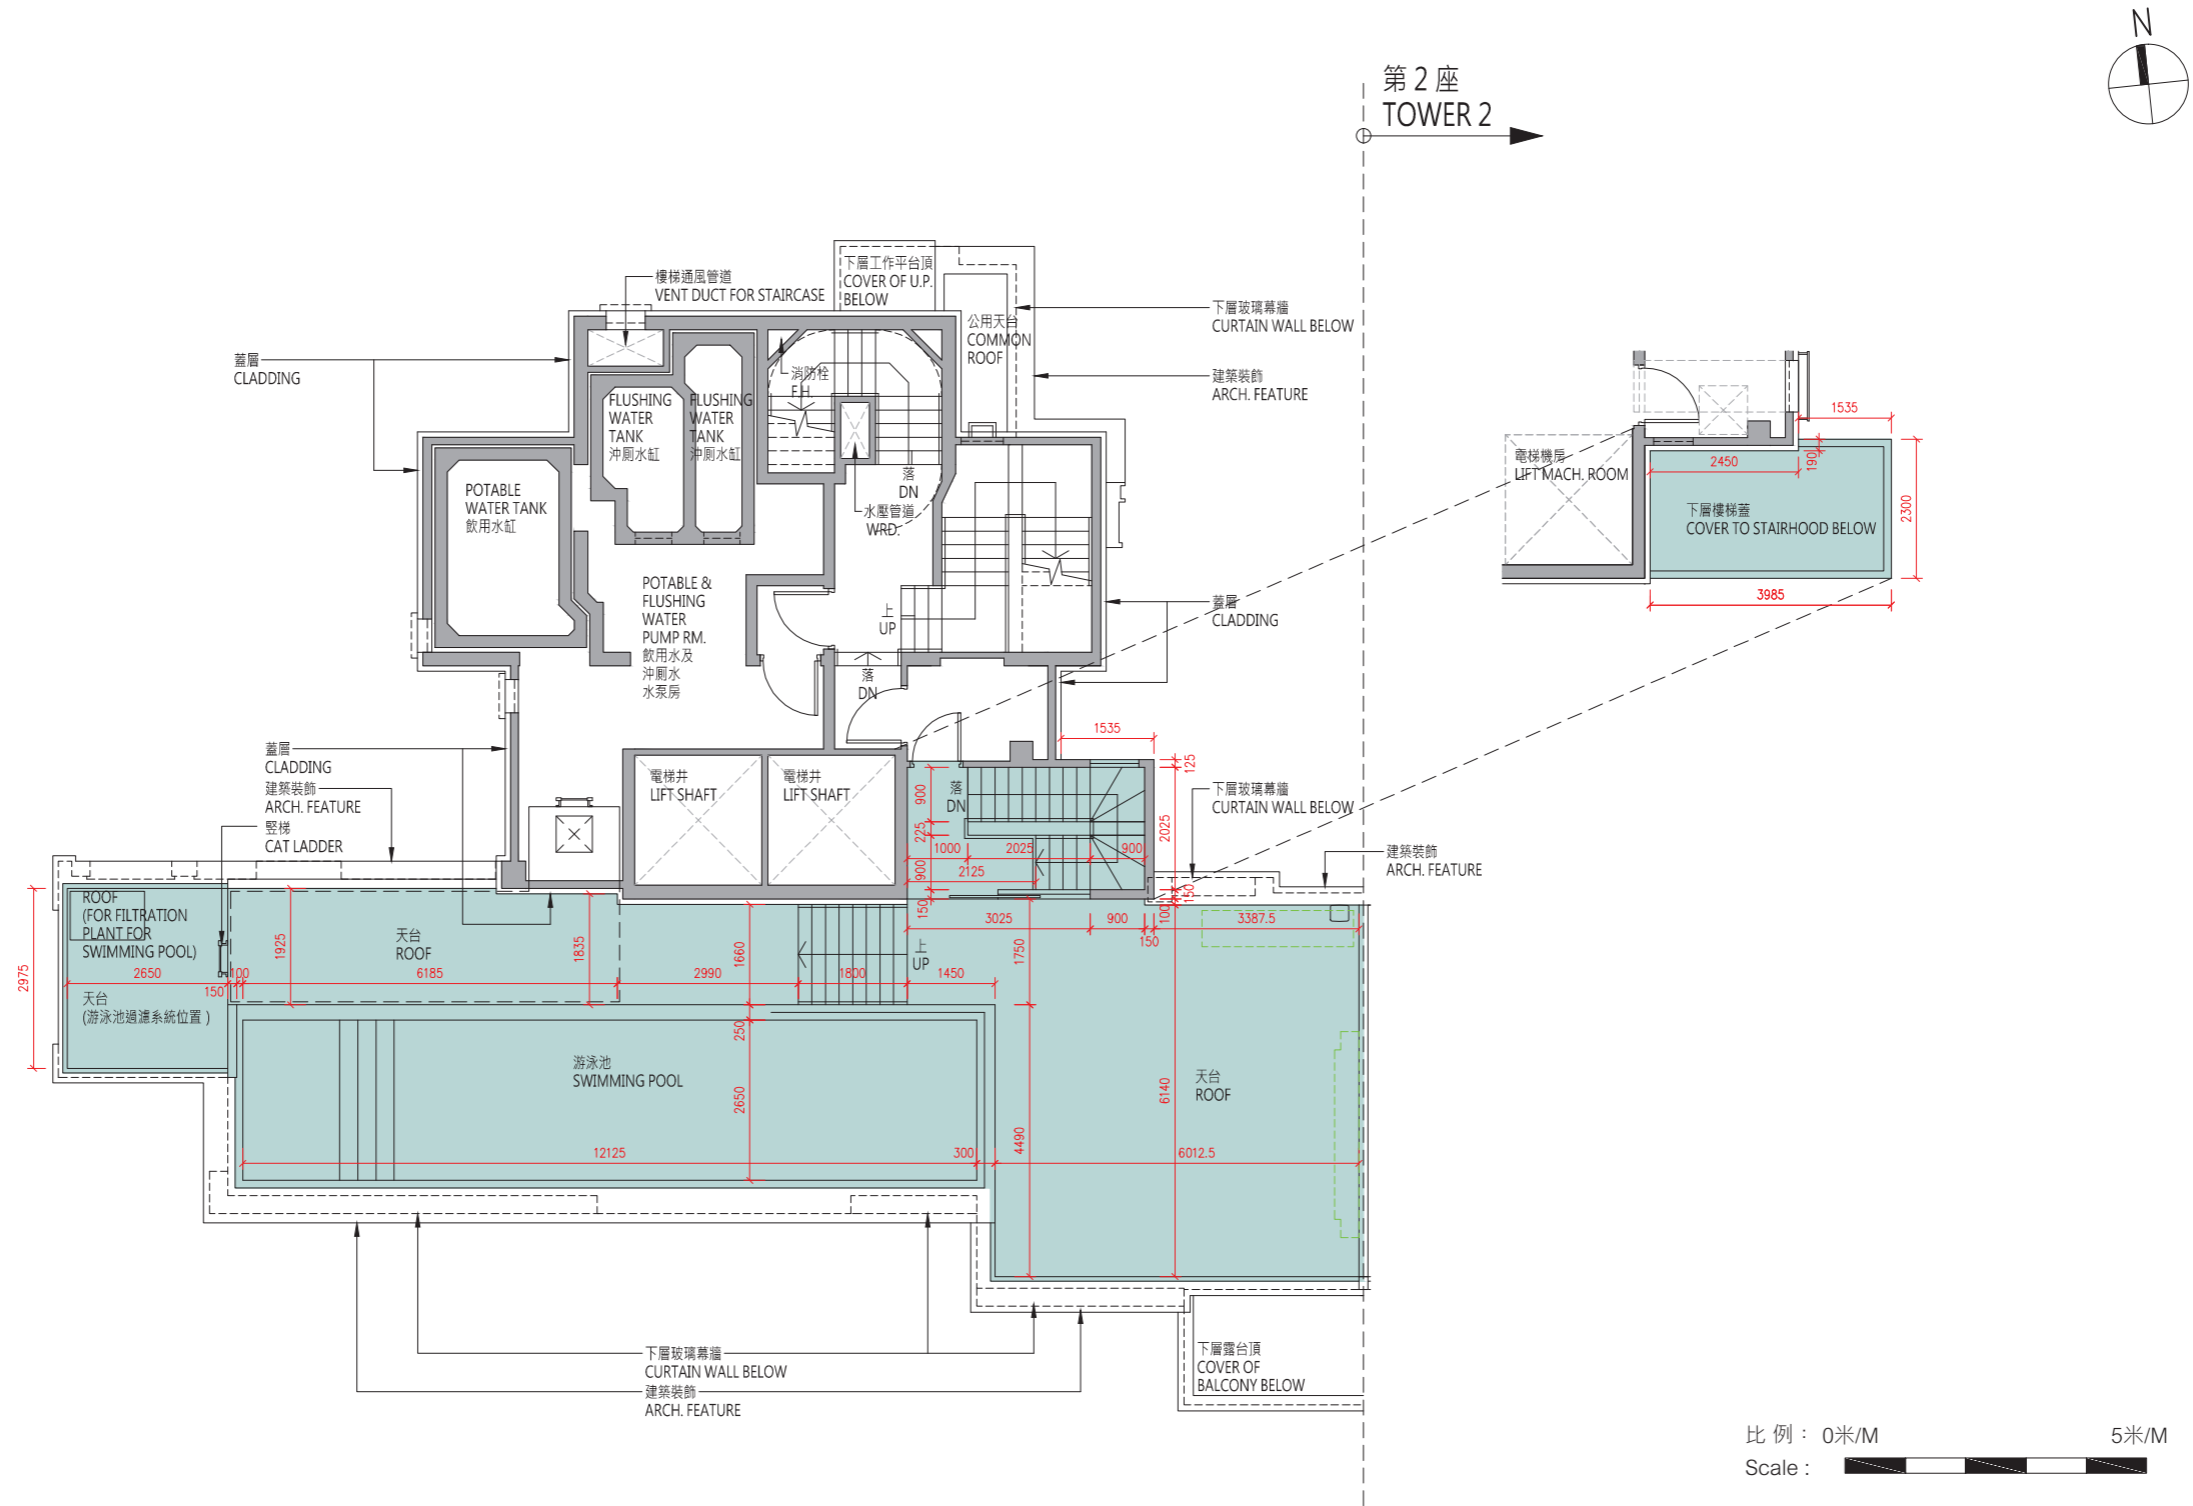 N
第 2 座
TOWER 2
下層工作平台頂
COVER OF U.P.
BELOW
樓梯通風管道
VENT DUCT FOR STAIRCASE
下層玻璃幕牆
CURTAIN WALL BELOW
公用天台
COMMON
ROOF
蓋層
CLADDING
消防栓
F.H.
建築裝飾
ARCH. FEATURE
FLUSHING
WATER
TANK
沖厠水缸
FLUSHING
WATER
TANK
沖厠水缸
POTABLE
WATER TANK
飲用水缸
落
DN
水壓管道
WRD.
1535
電梯機房
LIFT MACH. ROOM
2450
190
下層樓梯蓋
COVER TO STAIRHOOD BELOW
2300
3985
POTABLE &
FLUSHING
WATER
PUMP RM.
飲用水及
沖厠水
水泵房
上
UP
蓋層
CLADDING
落
DN
蓋層
CLADDING
建築裝飾
ARCH. FEATURE
竪梯
CAT LADDER
電梯井
LIFT SHAFT
電梯井
LIFT SHAFT
1535
125
落
DN
900
225
900
150
1000
2025
900
2125
2025
150
100
下層玻璃幕牆
CURTAIN WALL BELOW
建築裝飾
ARCH. FEATURE
ROOF
(FOR FILTRATION
PLANT FOR
SWIMMING POOL)
2650
天台
(游泳池過濾系統位置 )
2975
100
150
1925
6185
天台
ROOF
1835
2990
1660
1800
上
UP
1450
3025
900
150
3387.5
1750
250
游泳池
SWIMMING POOL
2650
12125
300
4490
6140
6012.5
天台
ROOF
下層玻璃幕牆
CURTAIN WALL BELOW
建築裝飾
ARCH. FEATURE
下層露台頂
COVER OF
BALCONY BELOW
比 例 : 0米/M 5米/M
Scale :